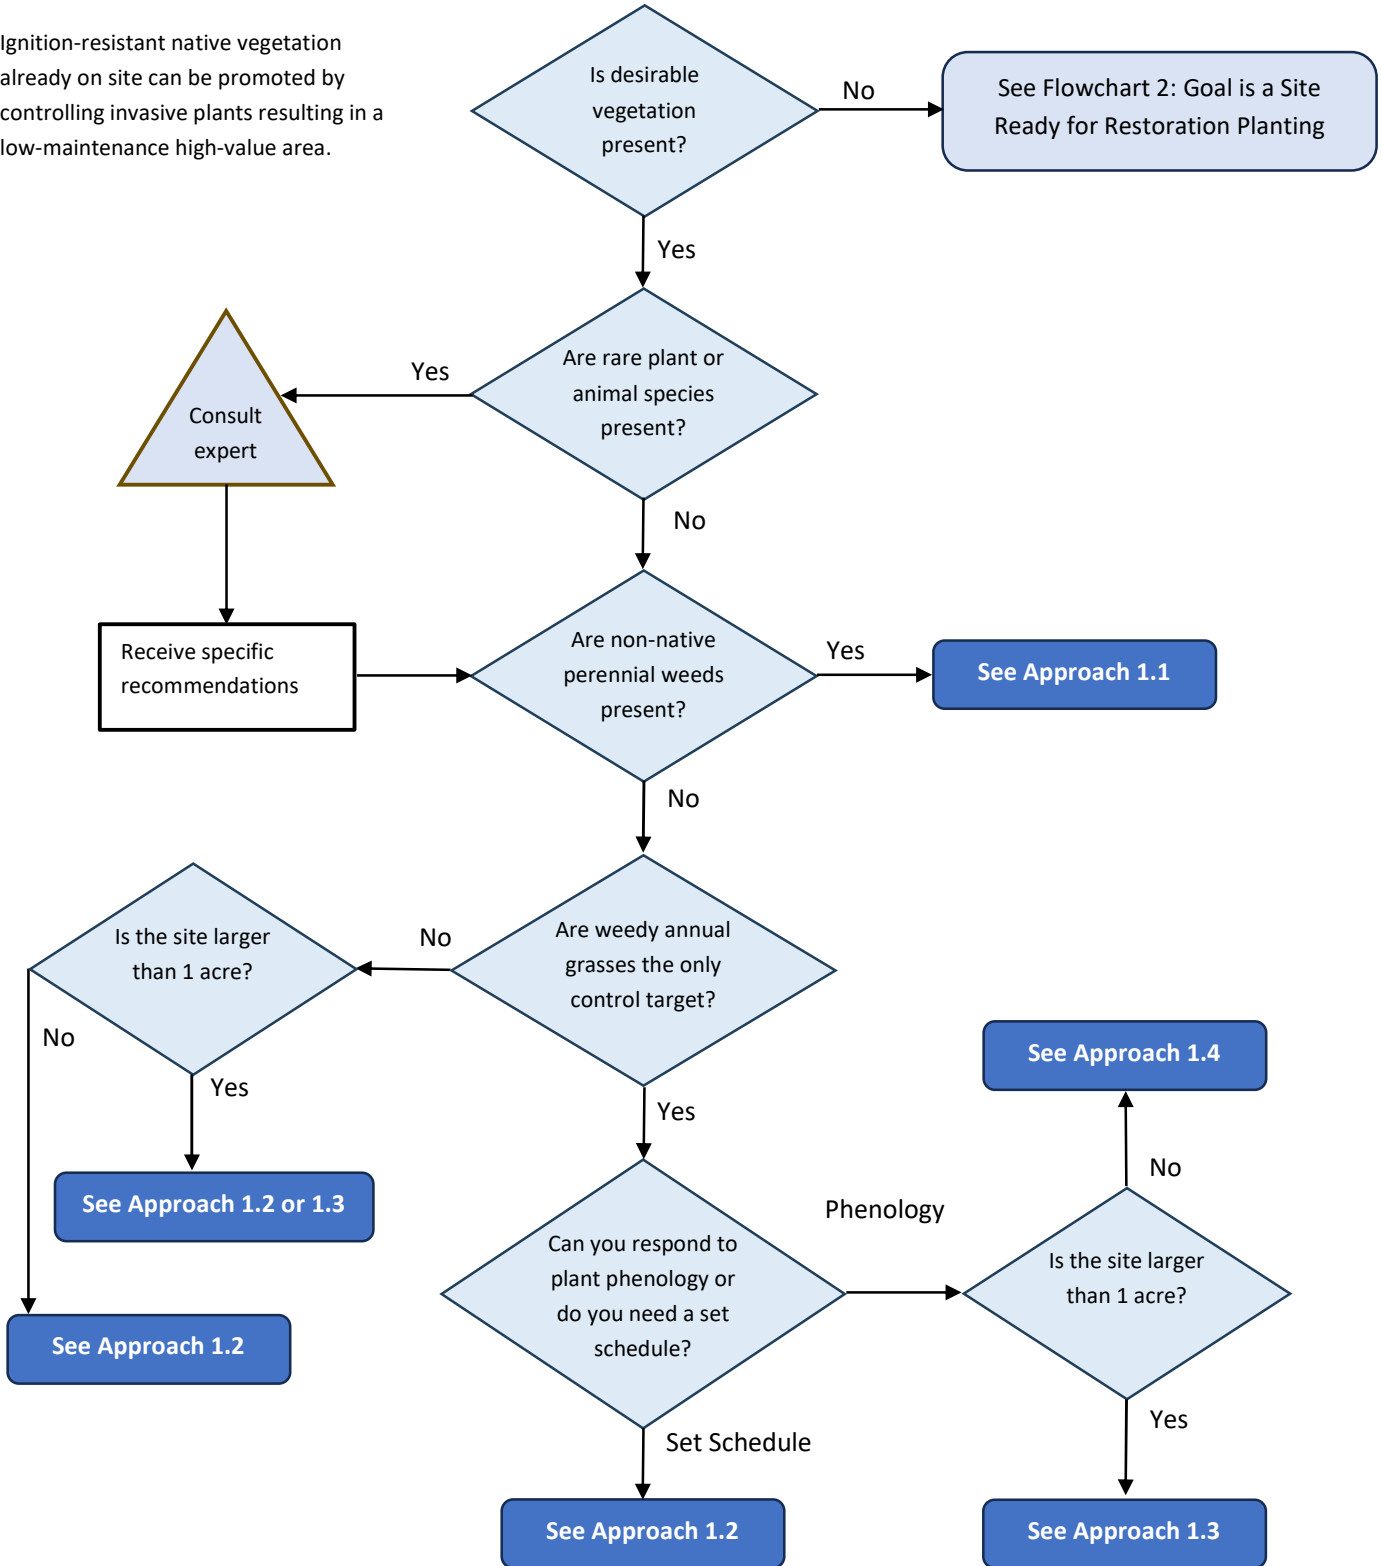 Ignition-resistant native vegetation
already on site can be promoted by
controlling invasive plants resulting in a
low-maintenance high-value area.
Is desirable
vegetation
present?
No
See Flowchart 2: Goal is a Site
Ready for Restoration Planting
Yes
Are rare plant or
animal species
present?
Yes
Consult
expert
No
Receive specific
recommendations
Are non-native
perennial weeds
present?
Yes
See Approach 1.1
No
Are weedy annual
grasses the only
control target?
No
Is the site larger
than 1 acre?
No
Yes
See Approach 1.2 or 1.3
See Approach 1.2
Yes
Can you respond to
plant phenology or
do you need a set
schedule?
Phenology
Is the site larger
than 1 acre?
No
See Approach 1.4
Yes
See Approach 1.3
Set Schedule
See Approach 1.2